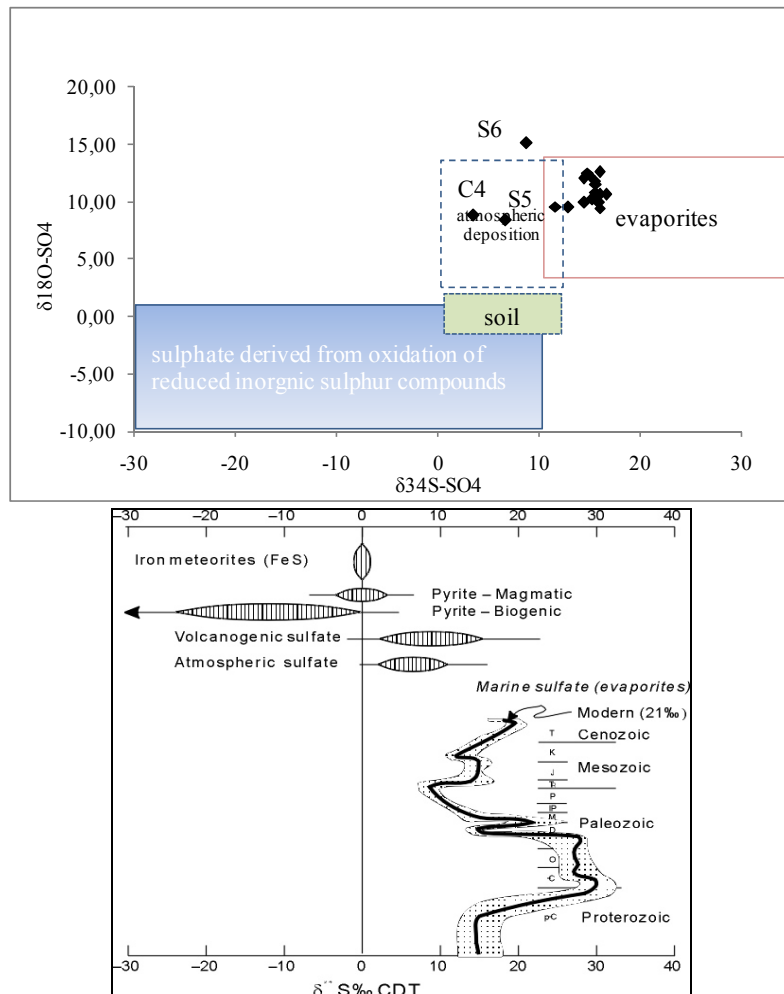 20,00
15,00
10,00
5,00
0,00
-5,00
-10,00
δ18O-SO4
S6
C4
S5
atmospheric
deposition
evaporites
soil
sulphate derived from oxidation of
reduced inorgnic sulphur compounds
-30 -20 -10 0 10 20 30
δ34S-SO4
–30 –20 –10 0 10 20 30 40
Iron meteorites (FeS)
Pyrite – Magmatic
Pyrite – Biogenic
Volcanogenic sulfate
Atmospheric sulfate
Marine sulfate (evaporites)
Modern (21‰)
T Cenozoic
K
J Mesozoic
P
IP
M
D Paleozoic
O
C
pC Proterozoic
–30 –20 –10 0 10 20 30 40
S‰ CDT